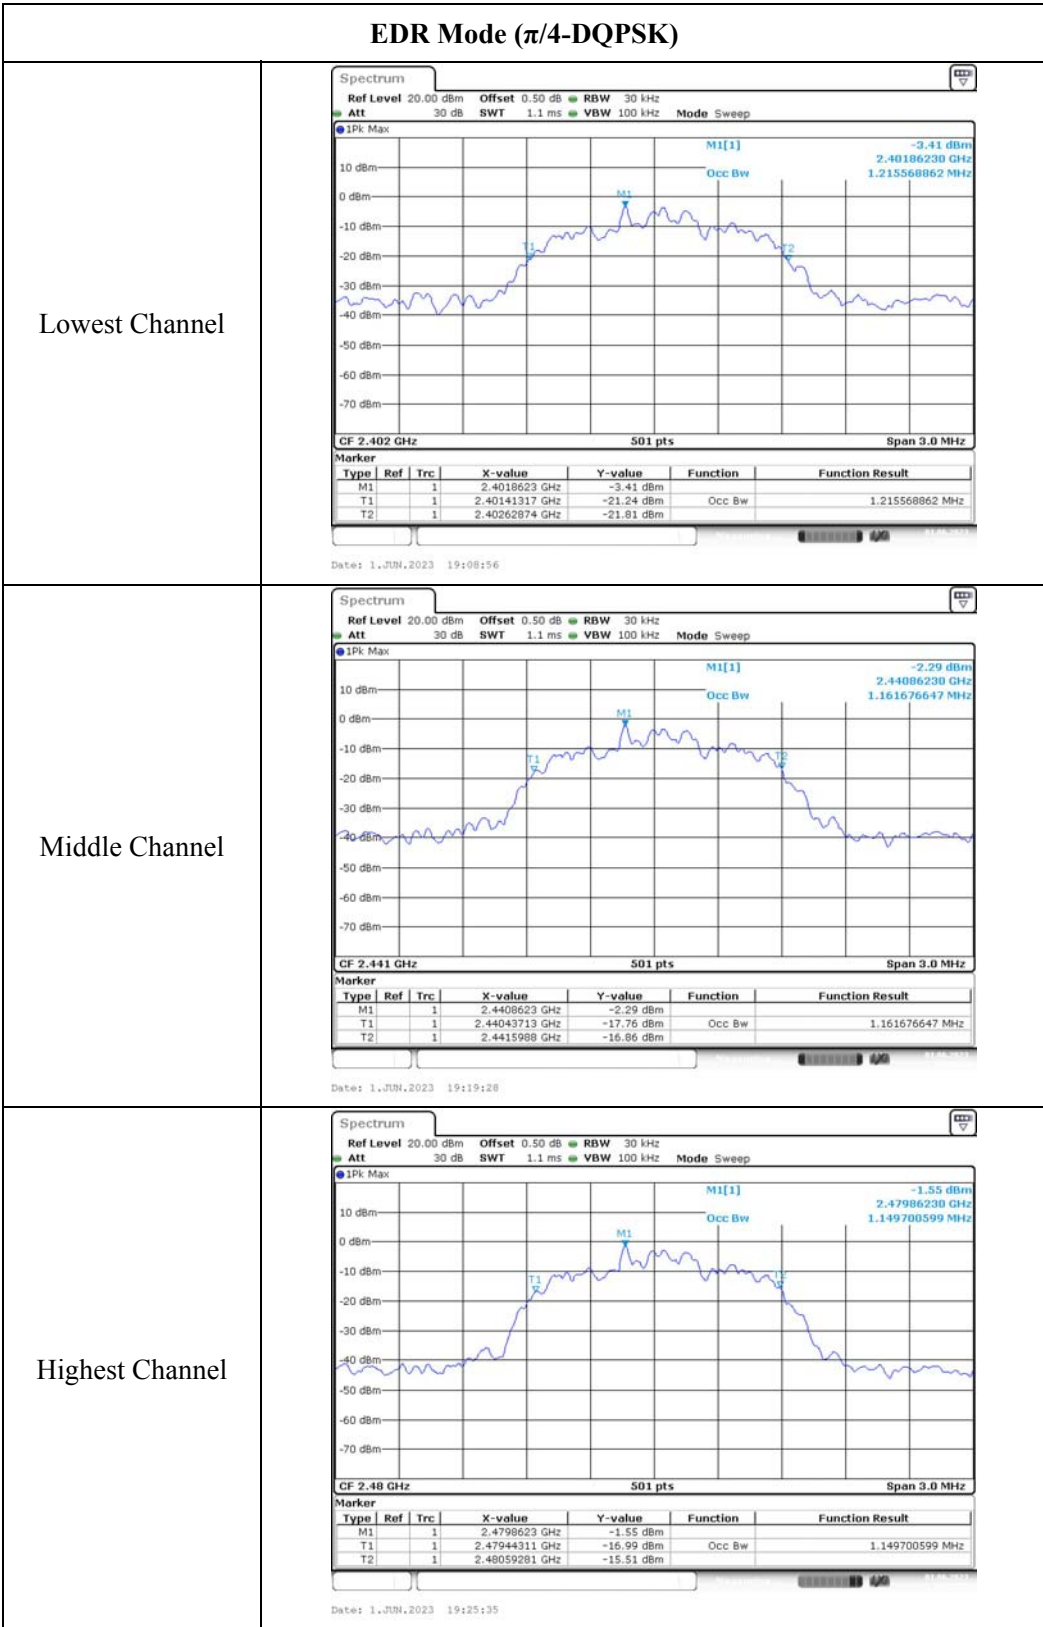 EDR Mode (π/4-DQPSK)
Lowest Channel
Spectrum
Ref Level 20.00 dBm Offset 0.50 dB RBW 30 kHz
Att 30 dB SWT 1.1 ms VBW 100 kHz Mode Sweep
1Pk Max
M1[1] -3.41 dBm
2.40186230 GHz
Occ Bw 1.215568862 MHz
10 dBm
0 dBm
M1
-10 dBm
T1
T2
-20 dBm
-30 dBm
-40 dBm
-50 dBm
-60 dBm
-70 dBm
CF 2.402 GHz 501 pts Span 3.0 MHz
Marker
Type Ref Trc X-value Y-value Function Function Result
M1 1 2.4018623 GHz -3.41 dBm
T1 1 2.40141317 GHz -21.24 dBm Occ Bw 1.215568862 MHz
T2 1 2.40262874 GHz -21.81 dBm
Date: 1.JUN.2023 19:08:56
Middle Channel
Spectrum
Ref Level 20.00 dBm Offset 0.50 dB RBW 30 kHz
Att 30 dB SWT 1.1 ms VBW 100 kHz Mode Sweep
1Pk Max
M1[1] -2.29 dBm
2.44086230 GHz
Occ Bw 1.161676647 MHz
10 dBm
0 dBm
M1
-10 dBm
T1
T2
-20 dBm
-30 dBm
-40 dBm
-50 dBm
-60 dBm
-70 dBm
CF 2.441 GHz 501 pts Span 3.0 MHz
Marker
Type Ref Trc X-value Y-value Function Function Result
M1 1 2.4408623 GHz -2.29 dBm
T1 1 2.44043713 GHz -17.76 dBm Occ Bw 1.161676647 MHz
T2 1 2.4415988 GHz -16.86 dBm
Date: 1.JUN.2023 19:19:28
Highest Channel
Spectrum
Ref Level 20.00 dBm Offset 0.50 dB RBW 30 kHz
Att 30 dB SWT 1.1 ms VBW 100 kHz Mode Sweep
1Pk Max
M1[1] -1.55 dBm
2.47986230 GHz
Occ Bw 1.149700599 MHz
10 dBm
0 dBm
M1
-10 dBm
T1
T2
-20 dBm
-30 dBm
-40 dBm
-50 dBm
-60 dBm
-70 dBm
CF 2.48 GHz 501 pts Span 3.0 MHz
Marker
Type Ref Trc X-value Y-value Function Function Result
M1 1 2.4798623 GHz -1.55 dBm
T1 1 2.47944311 GHz -16.99 dBm Occ Bw 1.149700599 MHz
T2 1 2.48059281 GHz -15.51 dBm
Date: 1.JUN.2023 19:25:35